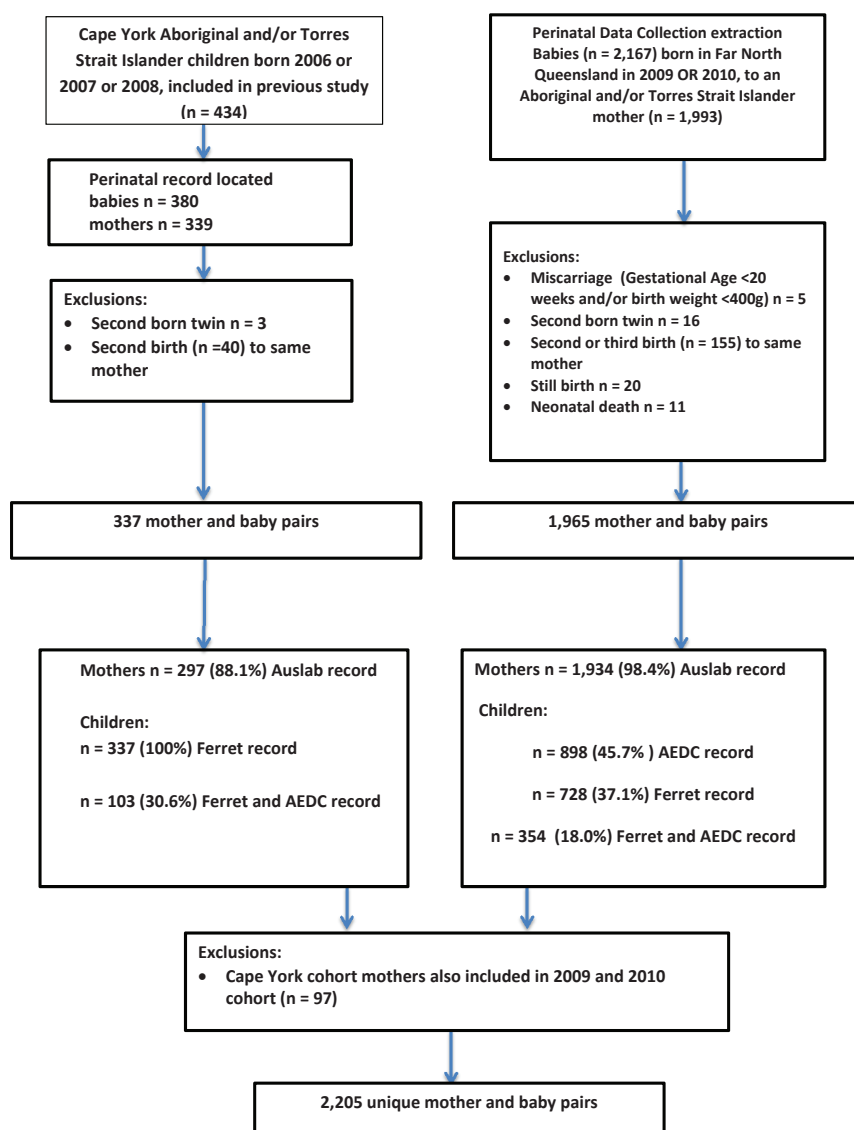 Cape York Aboriginal and/or Torres
Strait Islander children born 2006 or
2007 or 2008, included in previous study
(n = 434)
Perinatal record located
babies n = 380
mothers n = 339
Exclusions:
• Second born twin n = 3
• Second birth (n =40) to same
mother
337 mother and baby pairs
Mothers n = 297 (88.1%) Auslab record
Children:
n = 337 (100%) Ferret record
n = 103 (30.6%) Ferret and AEDC record
Perinatal Data Collection extraction
Babies (n = 2,167) born in Far North
Queensland in 2009 OR 2010, to an
Aboriginal and/or Torres Strait Islander
mother (n = 1,993)
Exclusions:
• Miscarriage (Gestational Age <20
weeks and/or birth weight <400g) n = 5
• Second born twin n = 16
• Second or third birth (n = 155) to same
mother
• Still birth n = 20
• Neonatal death n = 11
1,965 mother and baby pairs
Mothers n = 1,934 (98.4%) Auslab record
Children:
n = 898 (45.7% ) AEDC record
n = 728 (37.1%) Ferret record
n = 354 (18.0%) Ferret and AEDC record
Exclusions:
• Cape York cohort mothers also included in 2009 and 2010
cohort (n = 97)
2,205 unique mother and baby pairs